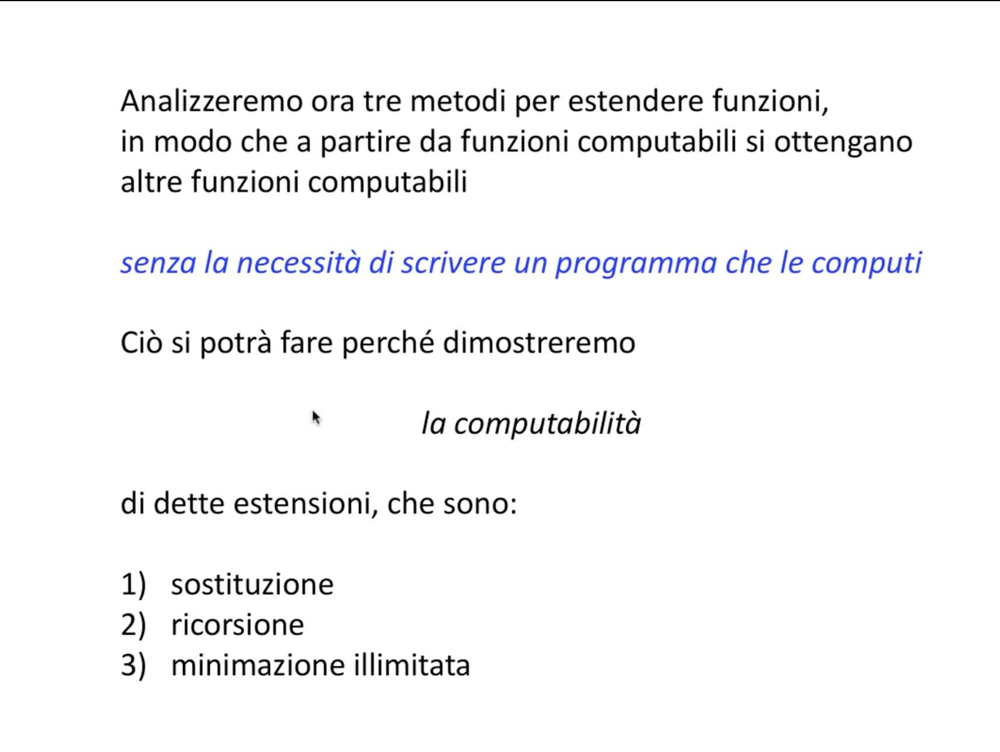 Analizzeremo ora tre metodi per estendere funzioni,
in modo che a partire da funzioni computabili si ottengano
altre funzioni computabili
senza la necessità di scrivere un programma che le computi
Ciò si potrà fare perché dimostreremo
la computabilità
di dette estensioni, che sono:
1) sostituzione
2) ricorsione
3) minimazione illimitata